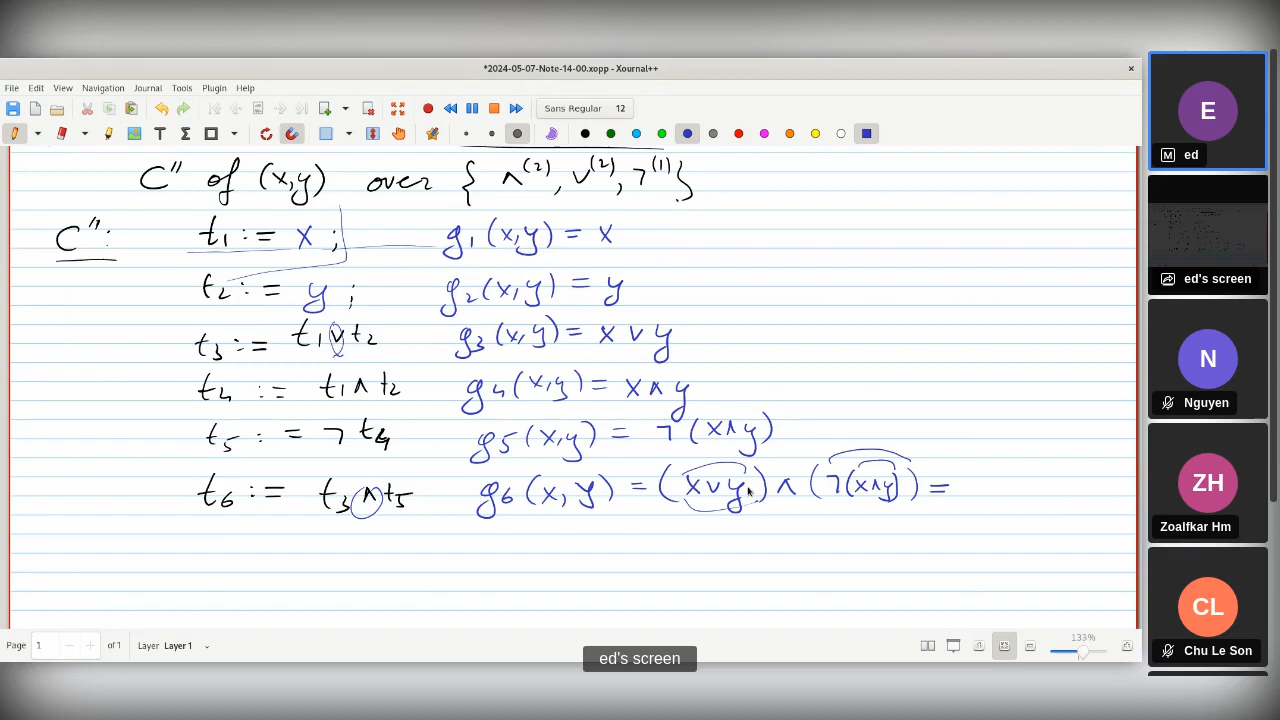 *2024-05-07-Note-14-00.xopp - Xournal++
File Edit View Navigation Journal Tools Plugin Help
Sans Regular 12
C'' of (x,y) over { ∧(2), ∨(2), ¬(1) }
C'': t1 := x ; g1(x,y) = x
t2 := y ; g2(x,y) = y
t3 := t1 ∨ t2 g3(x,y) = x ∨ y
t4 := t1 ∧ t2 g4(x,y) = x ∧ y
t5 := ¬ t4 g5(x,y) = ¬ (x∧y)
t6 := t3 ∧ t5 g6(x, y) = (x∨y) ∧ (¬(x∧y)) =
Page 1 of 1 Layer Layer 1 133%
ed's screen
E
ed
ed's screen
N
Nguyen
ZH
Zoalfkar Hm
CL
Chu Le Son